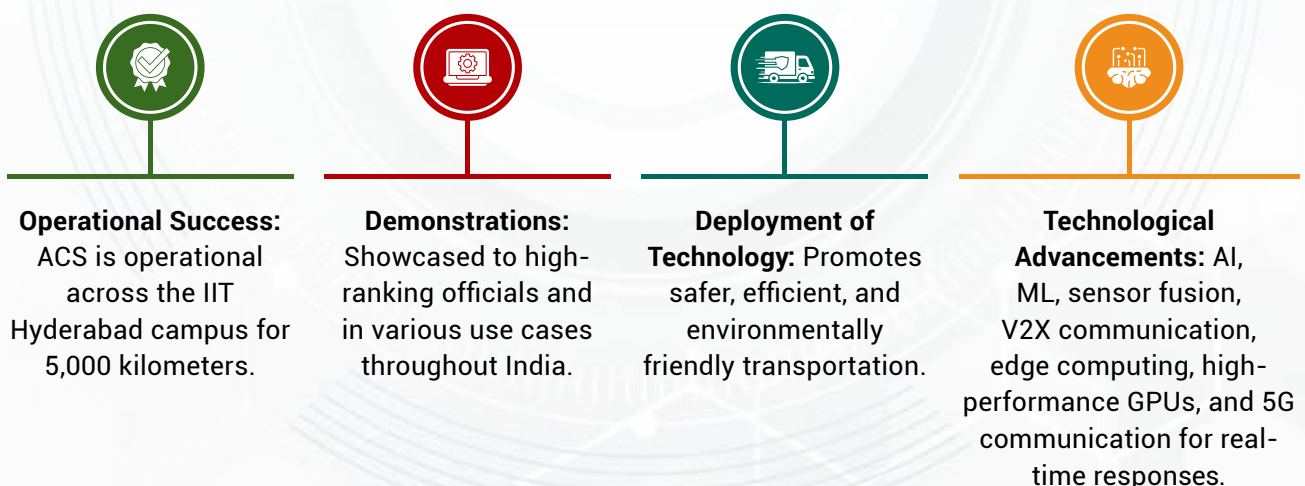 Operational Success:
ACS is operational
across the IIT
Hyderabad campus for
5,000 kilometers.
Demonstrations:
Showcased to high-
ranking officials and
in various use cases
throughout India.
Deployment of
Technology: Promotes
safer, efficient, and
environmentally
friendly transportation.
Technological
Advancements: AI,
ML, sensor fusion,
V2X communication,
edge computing, high-
performance GPUs, and 5G
communication for real-
time responses.